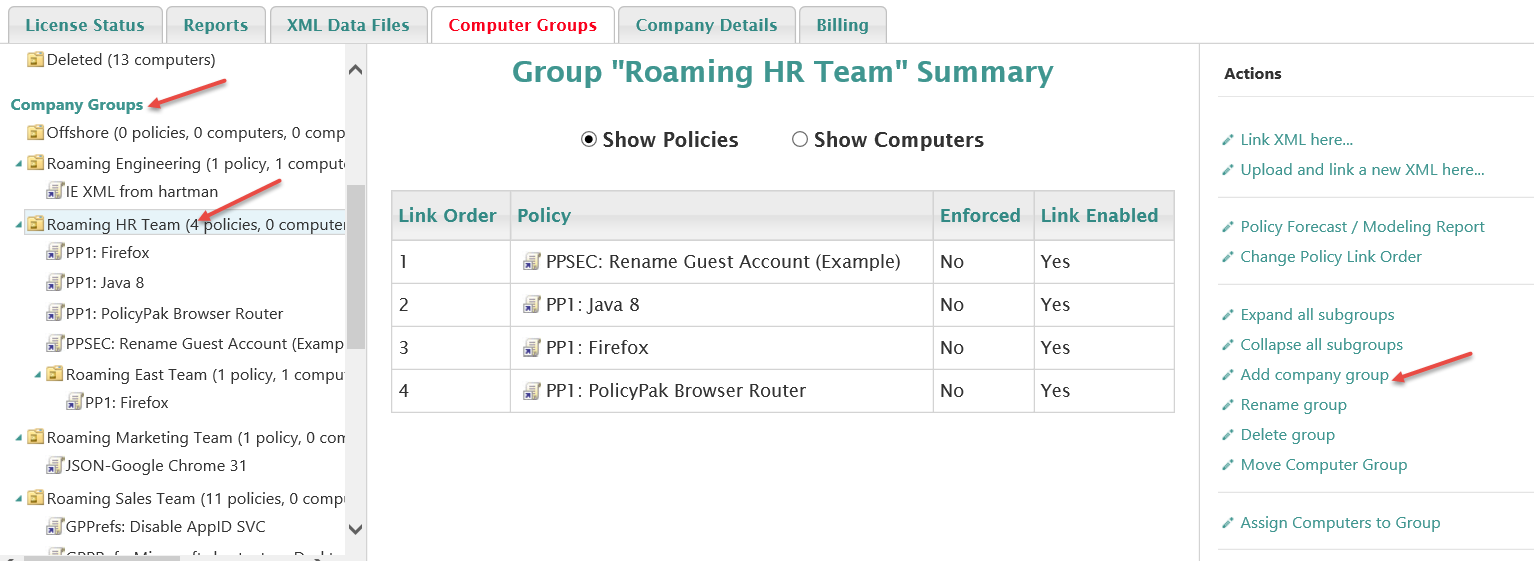 License Status
Reports
XML Data Files
Computer Groups
Company Details
Billing
Deleted (13 computers)
Company Groups
Offshore (0 policies, 0 computers, 0 comp
Roaming Engineering (1 policy, 1 comput
IE XML from hartman
Roaming HR Team (4 policies, 0 computer
PP1: Firefox
PP1: Java 8
PP1: PolicyPak Browser Router
PPSEC: Rename Guest Account (Examp
Roaming East Team (1 policy, 1 compu
PP1: Firefox
Roaming Marketing Team (1 policy, 0 com
JSON-Google Chrome 31
Roaming Sales Team (11 policies, 0 compu
GPPrefs: Disable AppID SVC
Group "Roaming HR Team" Summary
Show Policies
Show Computers
Link Order Policy Enforced Link Enabled
1 PPSEC: Rename Guest Account (Example) No Yes
2 PP1: Java 8 No Yes
3 PP1: Firefox No Yes
4 PP1: PolicyPak Browser Router No Yes
Actions
Link XML here...
Upload and link a new XML here...
Policy Forecast / Modeling Report
Change Policy Link Order
Expand all subgroups
Collapse all subgroups
Add company group
Rename group
Delete group
Move Computer Group
Assign Computers to Group